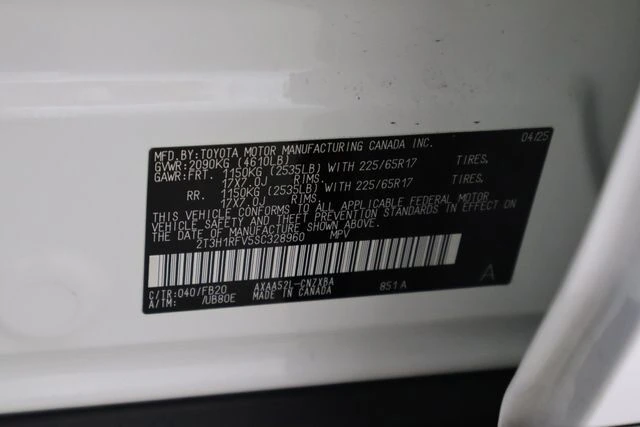 MFD.BY:TOYOTA MOTOR MANUFACTURING CANADA INC. 04/25
GVWR:2090KG (4610LB)
GAWR:FRT. 1150KG (2535LB) WITH 225/65R17 TIRES,
17X7.0J RIMS.
RR. 1150KG (2535LB) WITH 225/65R17 TIRES,
17X7.0J RIMS.
THIS VEHICLE CONFORMS TO ALL APPLICABLE FEDERAL MOTOR
VEHICLE SAFETY AND THEFT PREVENTION STANDARDS IN EFFECT ON
THE DATE OF MANUFACTURE SHOWN ABOVE.
2T3H1RFV5SC328960 MPV
C/TR:040/FB20 AXAA52L-CNZXBA 851A A
A/TM: /UB80E MADE IN CANADA